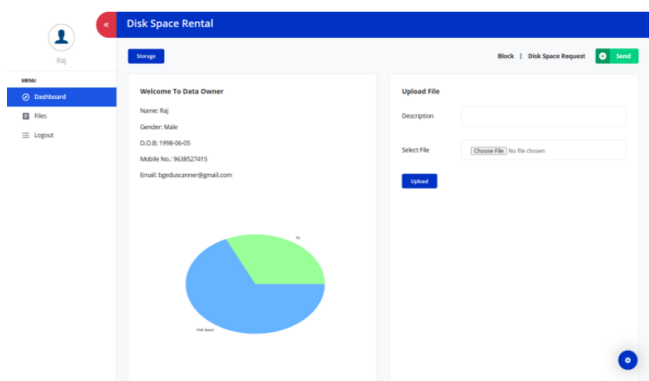 Disk Space Rental
Raj
MENU
Dashboard
Files
Logout
Storage
Block | Disk Space Request
Send
Welcome To Data Owner
Name: Raj
Gender: Male
D.O.B: 1998-06-05
Mobile No.: 9638527415
Email: bgeduscanner@gmail.com
Disk Space
Upload File
Description
Select File
Choose File No file chosen
Upload